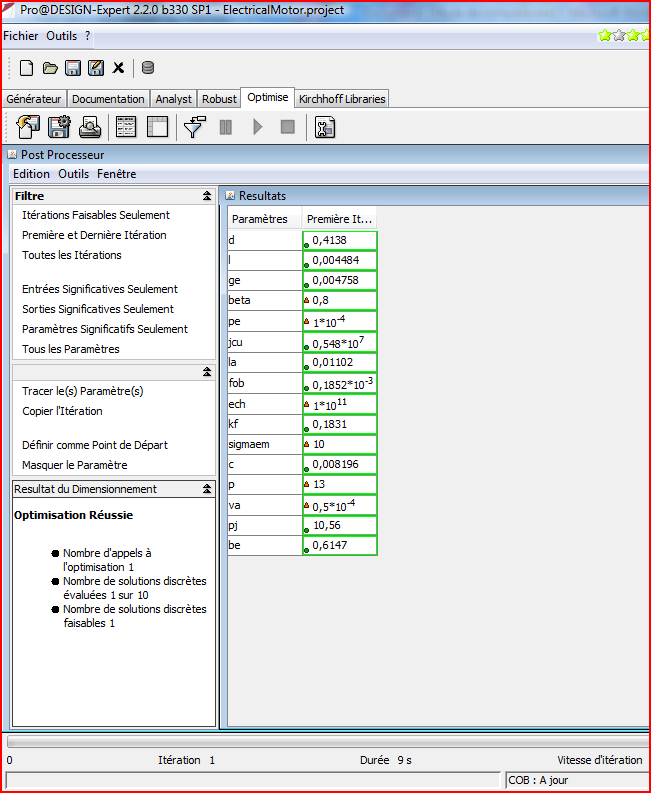 Pro@DESIGN-Expert 2.2.0 b330 SP1 - ElectricalMotor.project
Fichier Outils ?
Générateur Documentation Analyst Robust Optimise Kirchhoff Libraries
Post Processeur
Edition Outils Fenêtre
Filtre
Itérations Faisables Seulement
Première et Dernière Itération
Toutes les Itérations
Entrées Significatives Seulement
Sorties Significatives Seulement
Paramètres Significatifs Seulement
Tous les Paramètres
Tracer le(s) Paramètre(s)
Copier l'Itération
Définir comme Point de Départ
Masquer le Paramètre
Resultat du Dimensionnement
Optimisation Réussie
Nombre d'appels à
l'optimisation 1
Nombre de solutions discrètes
évaluées 1 sur 10
Nombre de solutions discrètes
faisables 1
Resultats
Paramètres Première It...
d 0,4138
l 0,004484
ge 0,004758
beta 0,8
pe 1*10⁻⁴
jcu 0,548*10⁷
la 0,01102
fob 0,1852*10⁻³
ech 1*10¹¹
kf 0,1831
sigmaem 10
c 0,008196
p 13
va 0,5*10⁻⁴
pj 10,56
be 0,6147
0 Itération 1 Durée 9 s Vitesse d'itération
COB : A jour